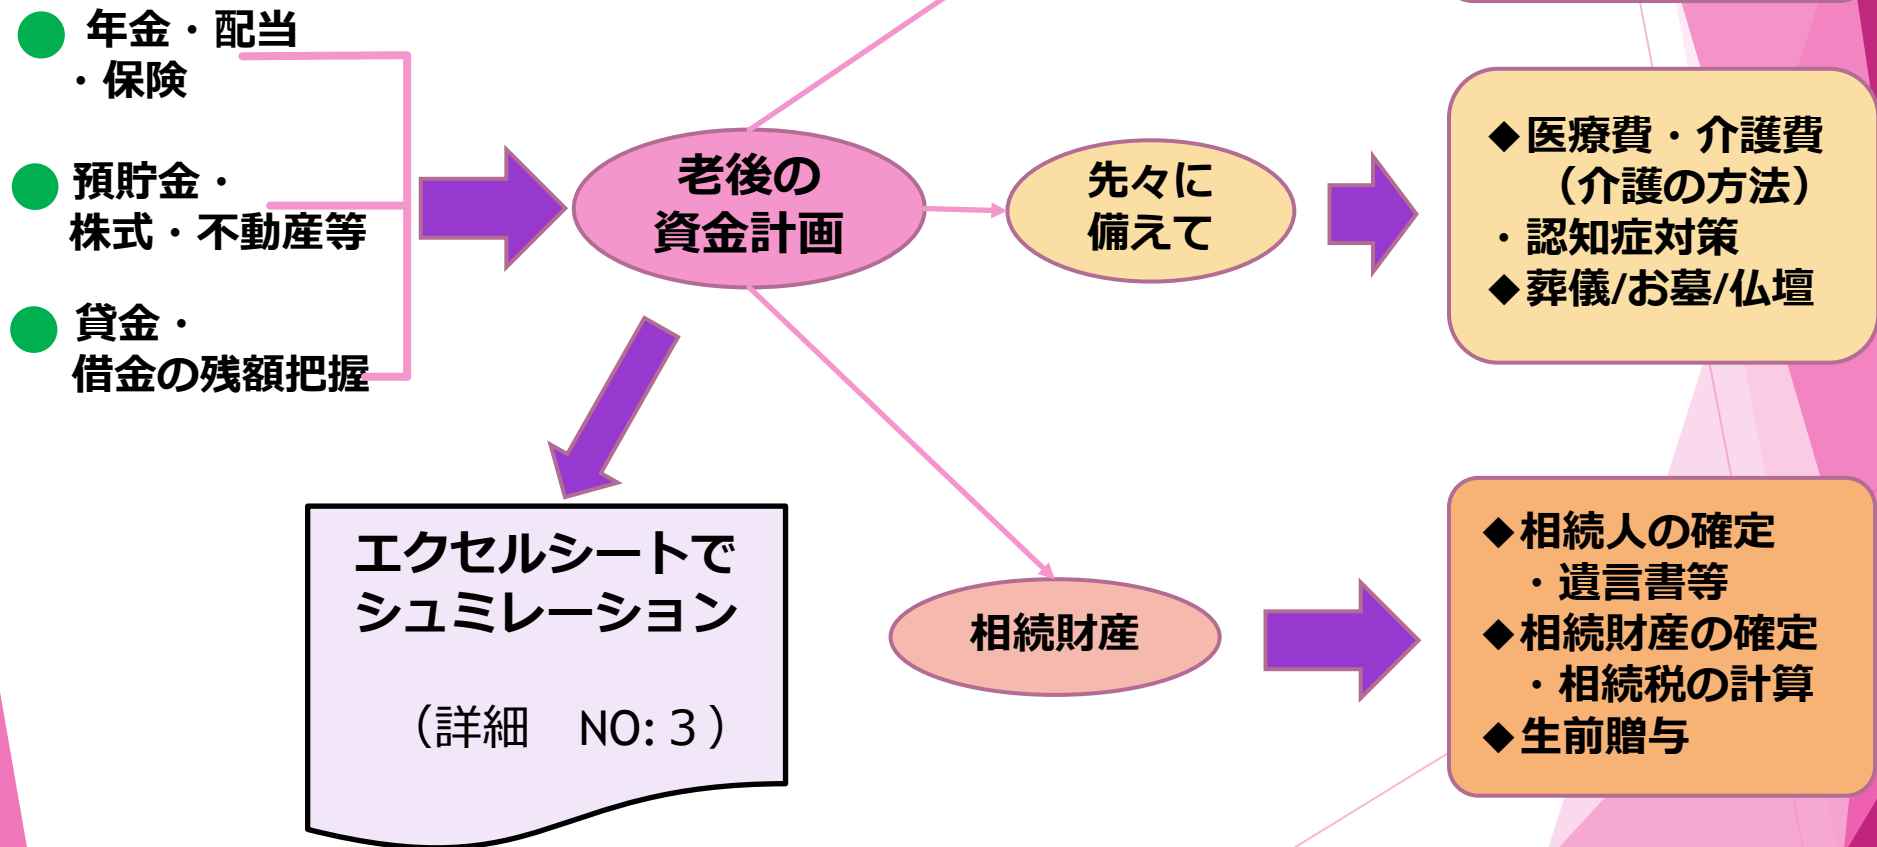 年金・配当
・保険
預貯金・
株式・不動産等
貸金・
借金の残額把握
老後の
資金計画
先々に
備えて
◆医療費・介護費
（介護の方法）
・認知症対策
◆葬儀/お墓/仏壇
エクセルシートで
シュミレーション
（詳細　NO:３）
相続財産
◆相続人の確定
・遺言書等
◆相続財産の確定
・相続税の計算
◆生前贈与